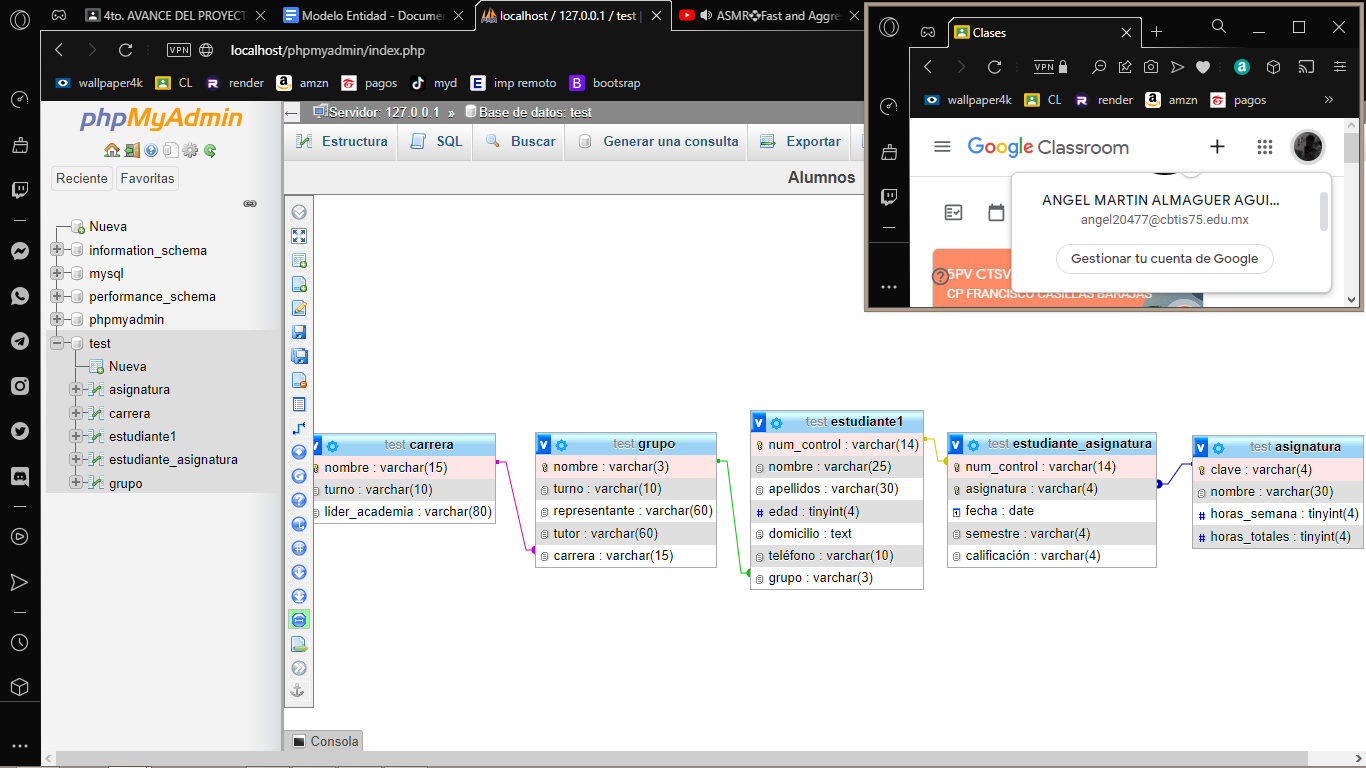 4to. AVANCE DEL PROYECT
Modelo Entidad - Documen
localhost / 127.0.0.1 / test |
ASMR❖Fast and Aggre
VPN
localhost/phpmyadmin/index.php
wallpaper4k
CL
render
amzn
pagos
myd
imp remoto
bootsrap
phpMyAdmin
Reciente
Favoritas
Nueva
information_schema
mysql
performance_schema
phpmyadmin
test
Nueva
asignatura
carrera
estudiante1
estudiante_asignatura
grupo
Servidor: 127.0.0.1 » Base de datos: test
Estructura
SQL
Buscar
Generar una consulta
Exportar
Alumnos
test carrera
nombre : varchar(15)
turno : varchar(10)
lider_academia : varchar(80)
test grupo
nombre : varchar(3)
turno : varchar(10)
representante : varchar(60)
tutor : varchar(60)
carrera : varchar(15)
test estudiante1
num_control : varchar(14)
nombre : varchar(25)
apellidos : varchar(30)
edad : tinyint(4)
domicilio : text
teléfono : varchar(10)
grupo : varchar(3)
test estudiante_asignatura
num_control : varchar(14)
asignatura : varchar(4)
fecha : date
semestre : varchar(4)
calificación : varchar(4)
test asignatura
clave : varchar(4)
nombre : varchar(30)
horas_semana : tinyint(4)
horas_totales : tinyint(4)
Consola
Clases
VPN
wallpaper4k
CL
render
amzn
pagos
Google Classroom
ANGEL MARTIN ALMAGUER AGUI...
angel20477@cbtis75.edu.mx
Gestionar tu cuenta de Google
5PV CTSV
CP FRANCISCO CASILLAS BARAJAS